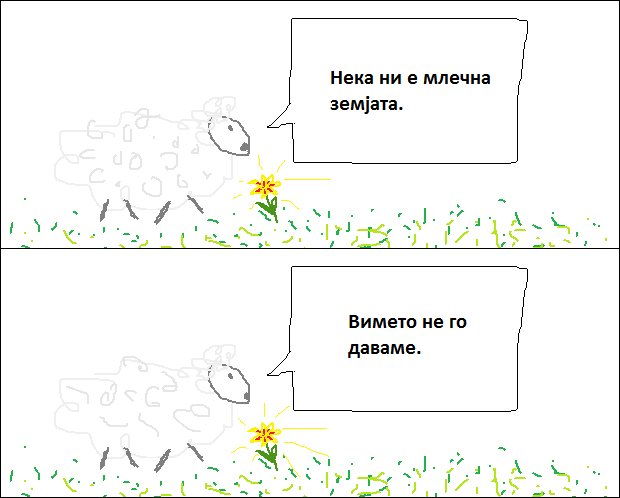 Нека ни е млечна
земјата.
Вимето не го
даваме.